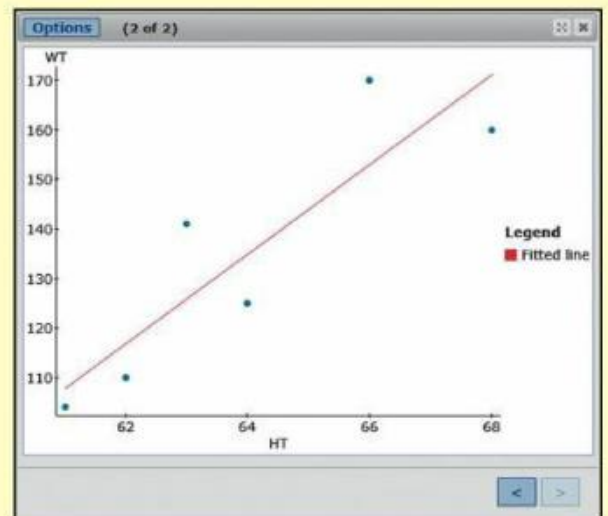 Options (2 of 2)
WT
170
160
150
140
130
120
110
62 64 66 68
HT
Legend
Fitted line
< >